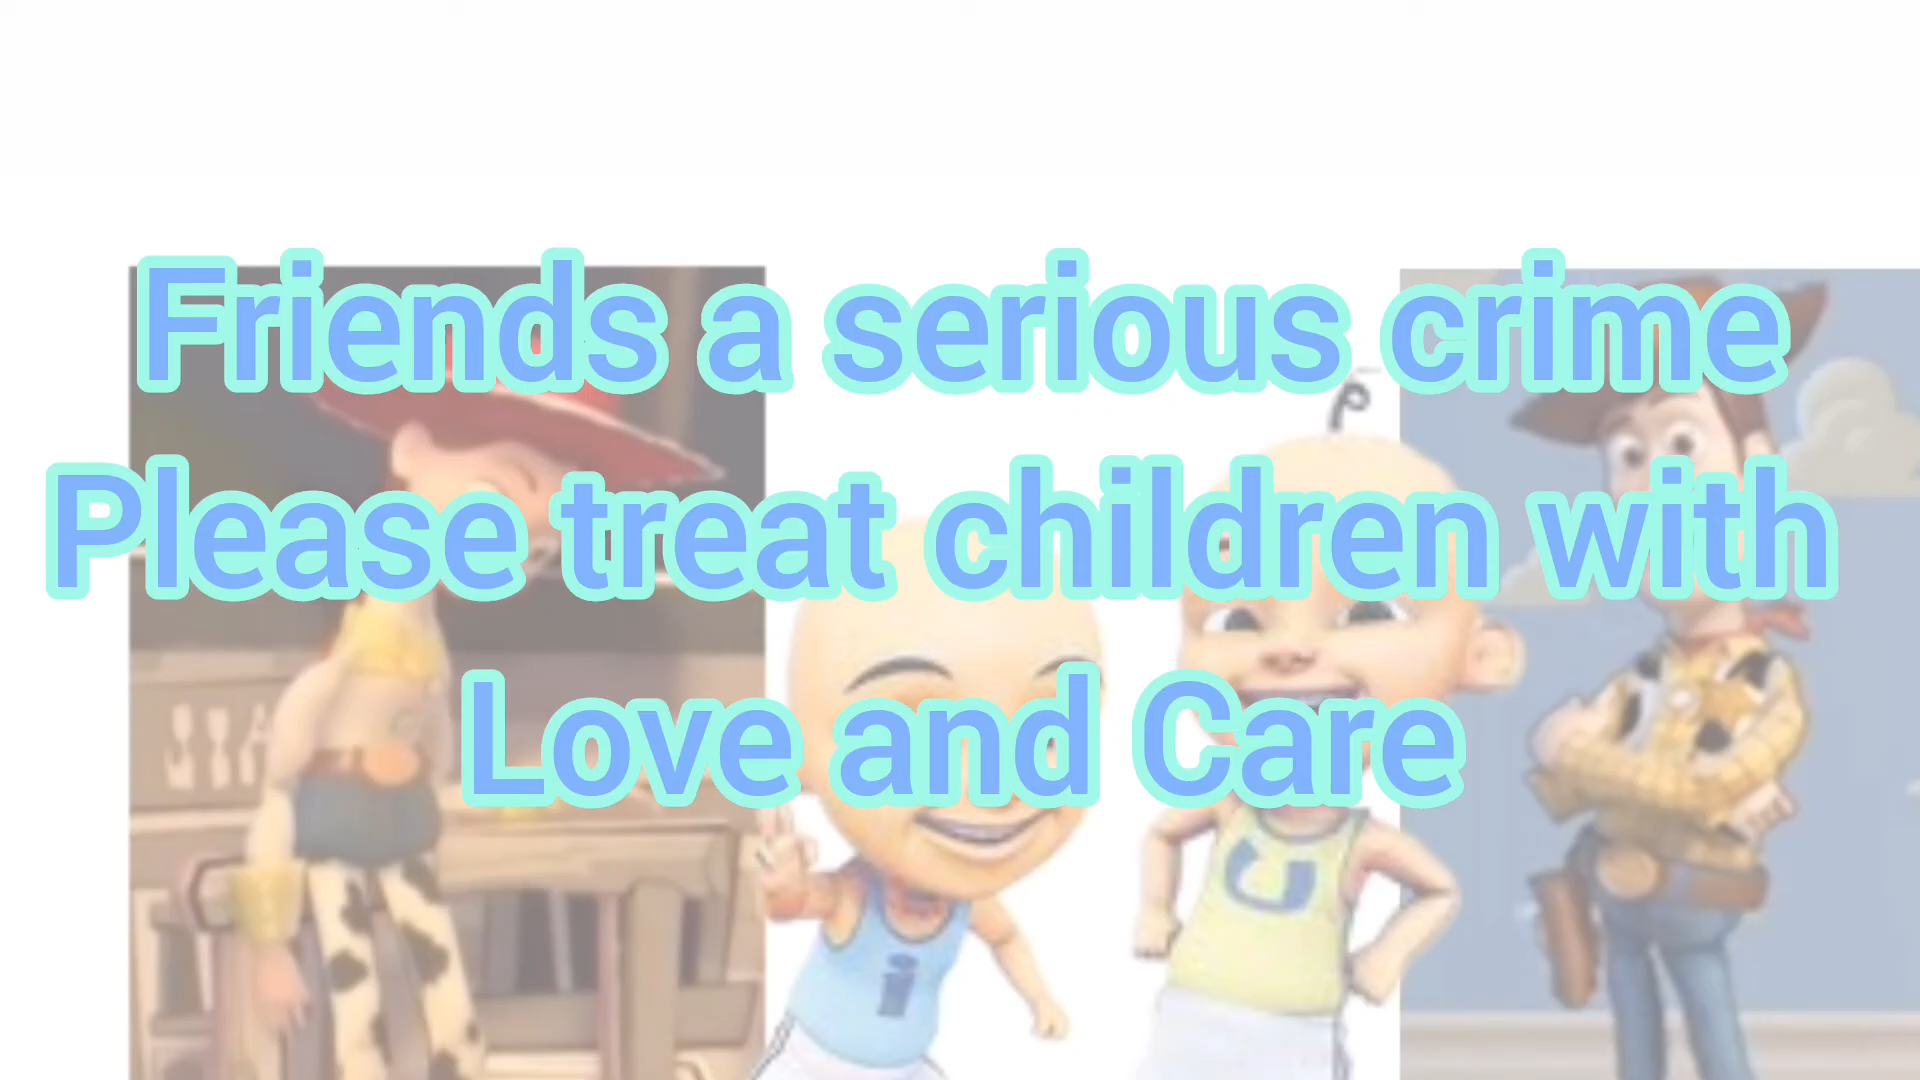 Friends a serious crime
Please treat children with
Love and Care
i
U